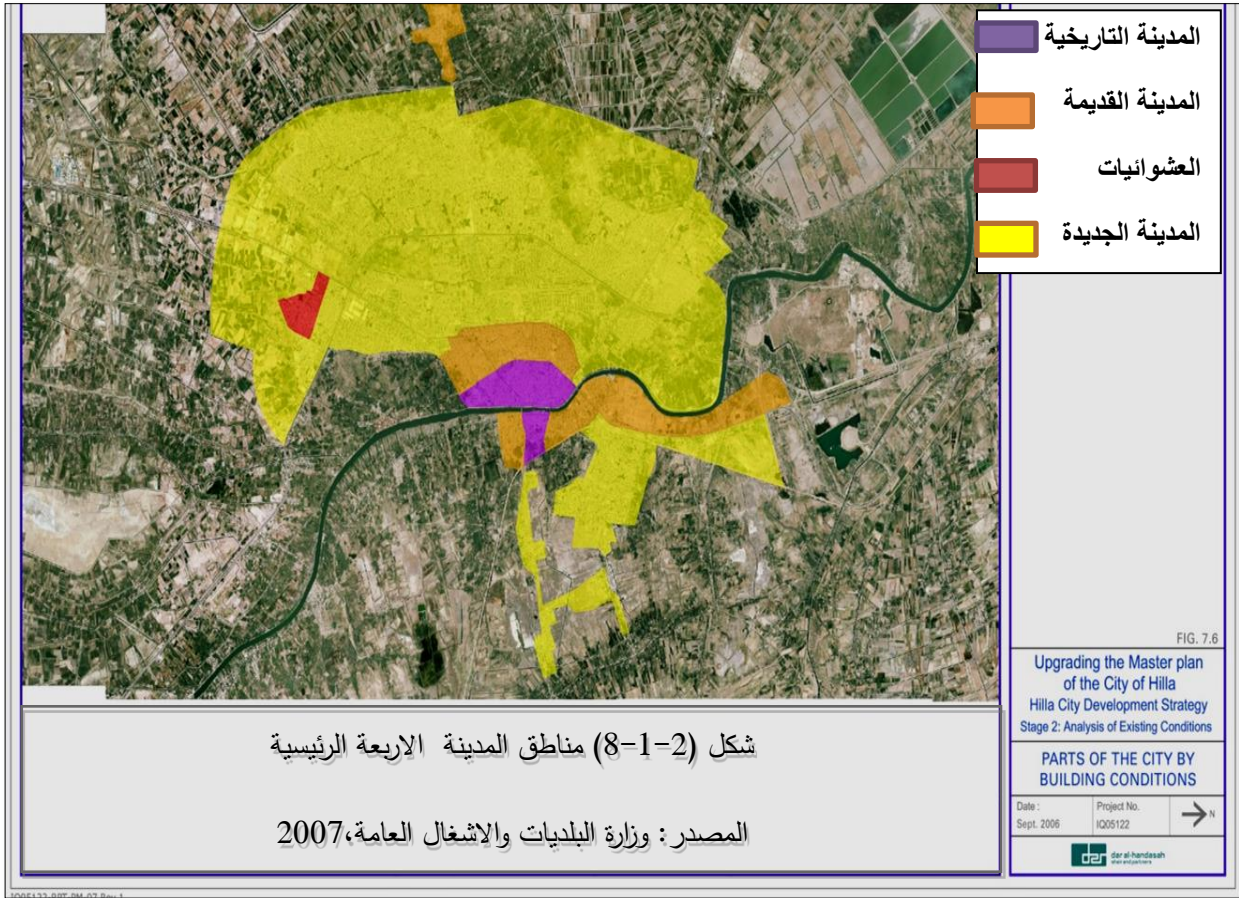 المدينة التاريخية
المدينة القديمة
العشوائيات
المدينة الجديدة
FIG. 7.6
Upgrading the Master plan
of the City of Hilla
Hilla City Development Strategy
Stage 2: Analysis of Existing Conditions
PARTS OF THE CITY BY
BUILDING CONDITIONS
Date :
Sept. 2006
Project No.
IQ05122
N
dar
dar al-handasah
شكل (2-1-8) مناطق المدينة الاربعة الرئيسية
المصدر: وزارة البلديات والاشغال العامة،2007